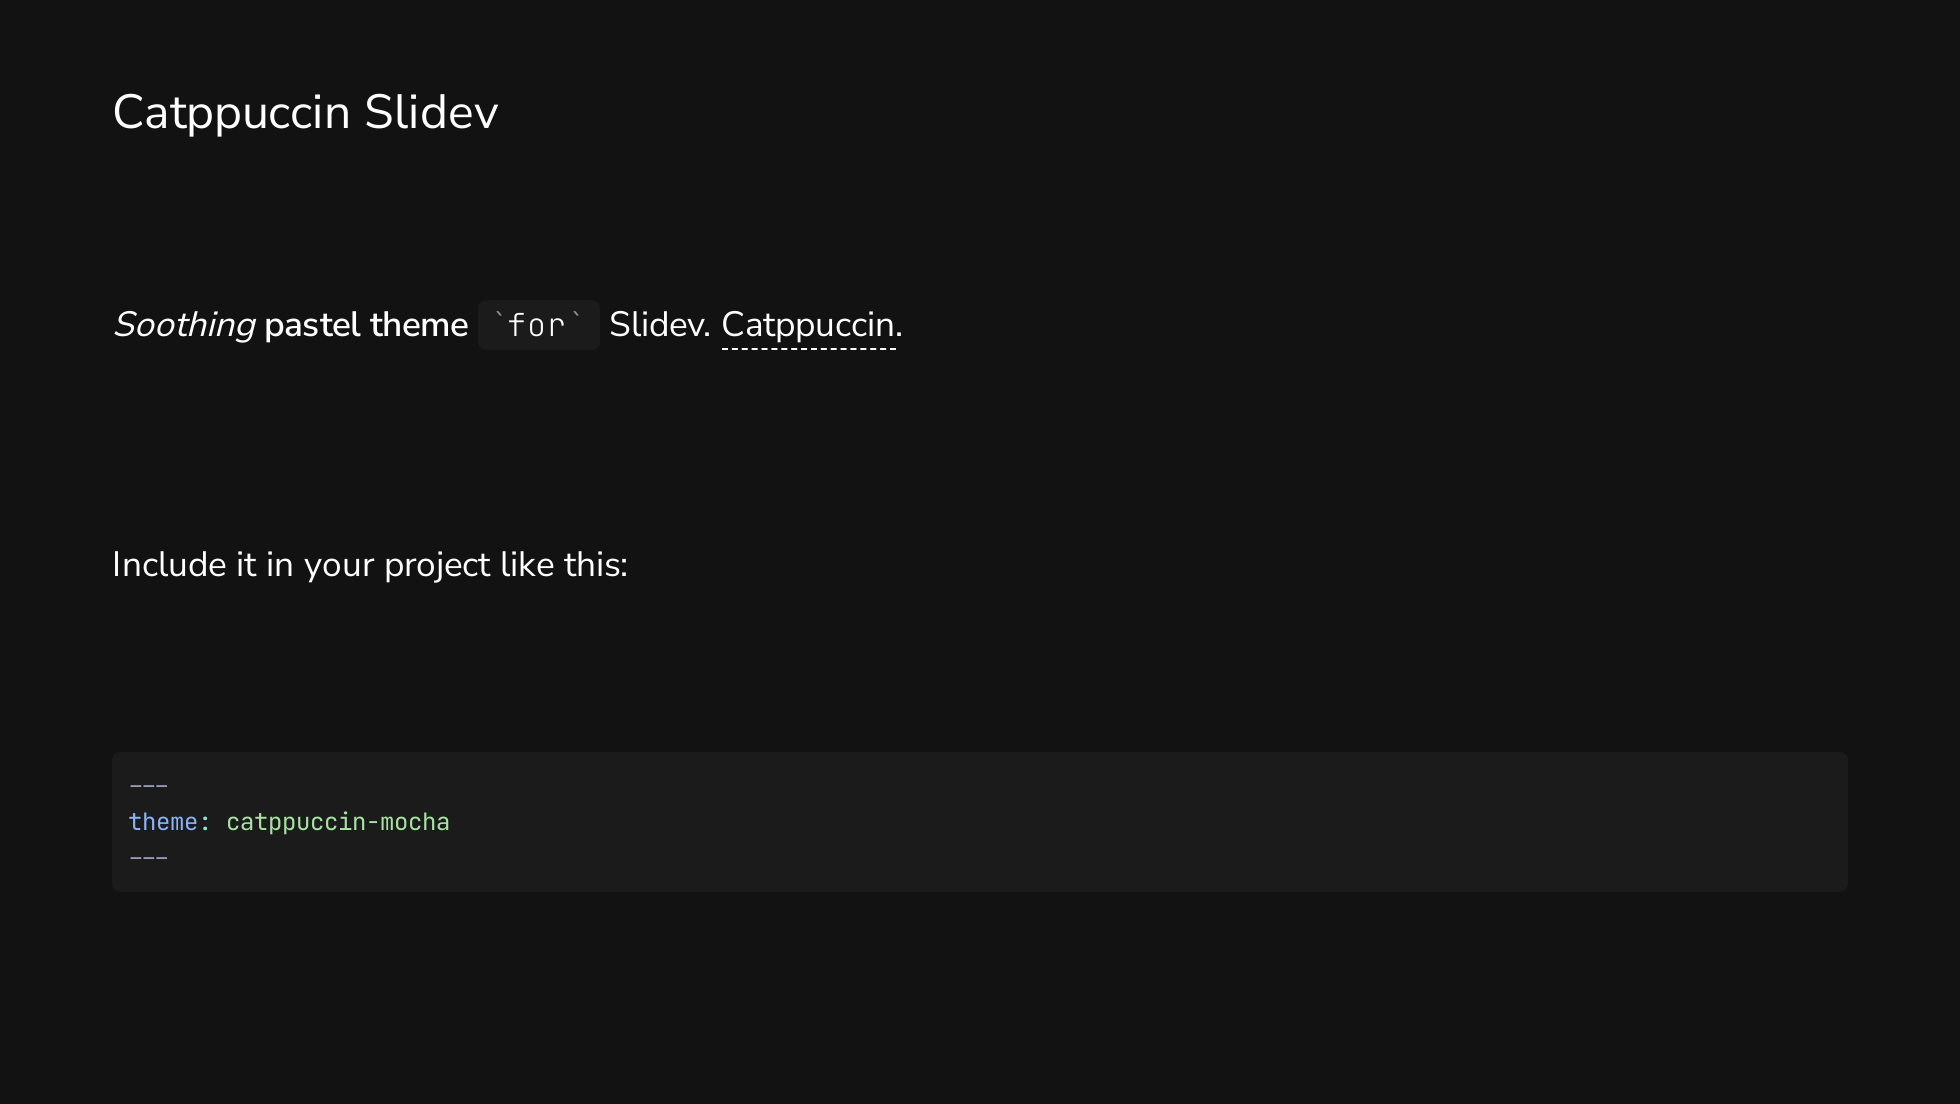 Catppuccin Slidev
Soothing pastel theme `for` Slidev. Catppuccin.
Include it in your project like this:
---
theme: catppuccin-mocha
---